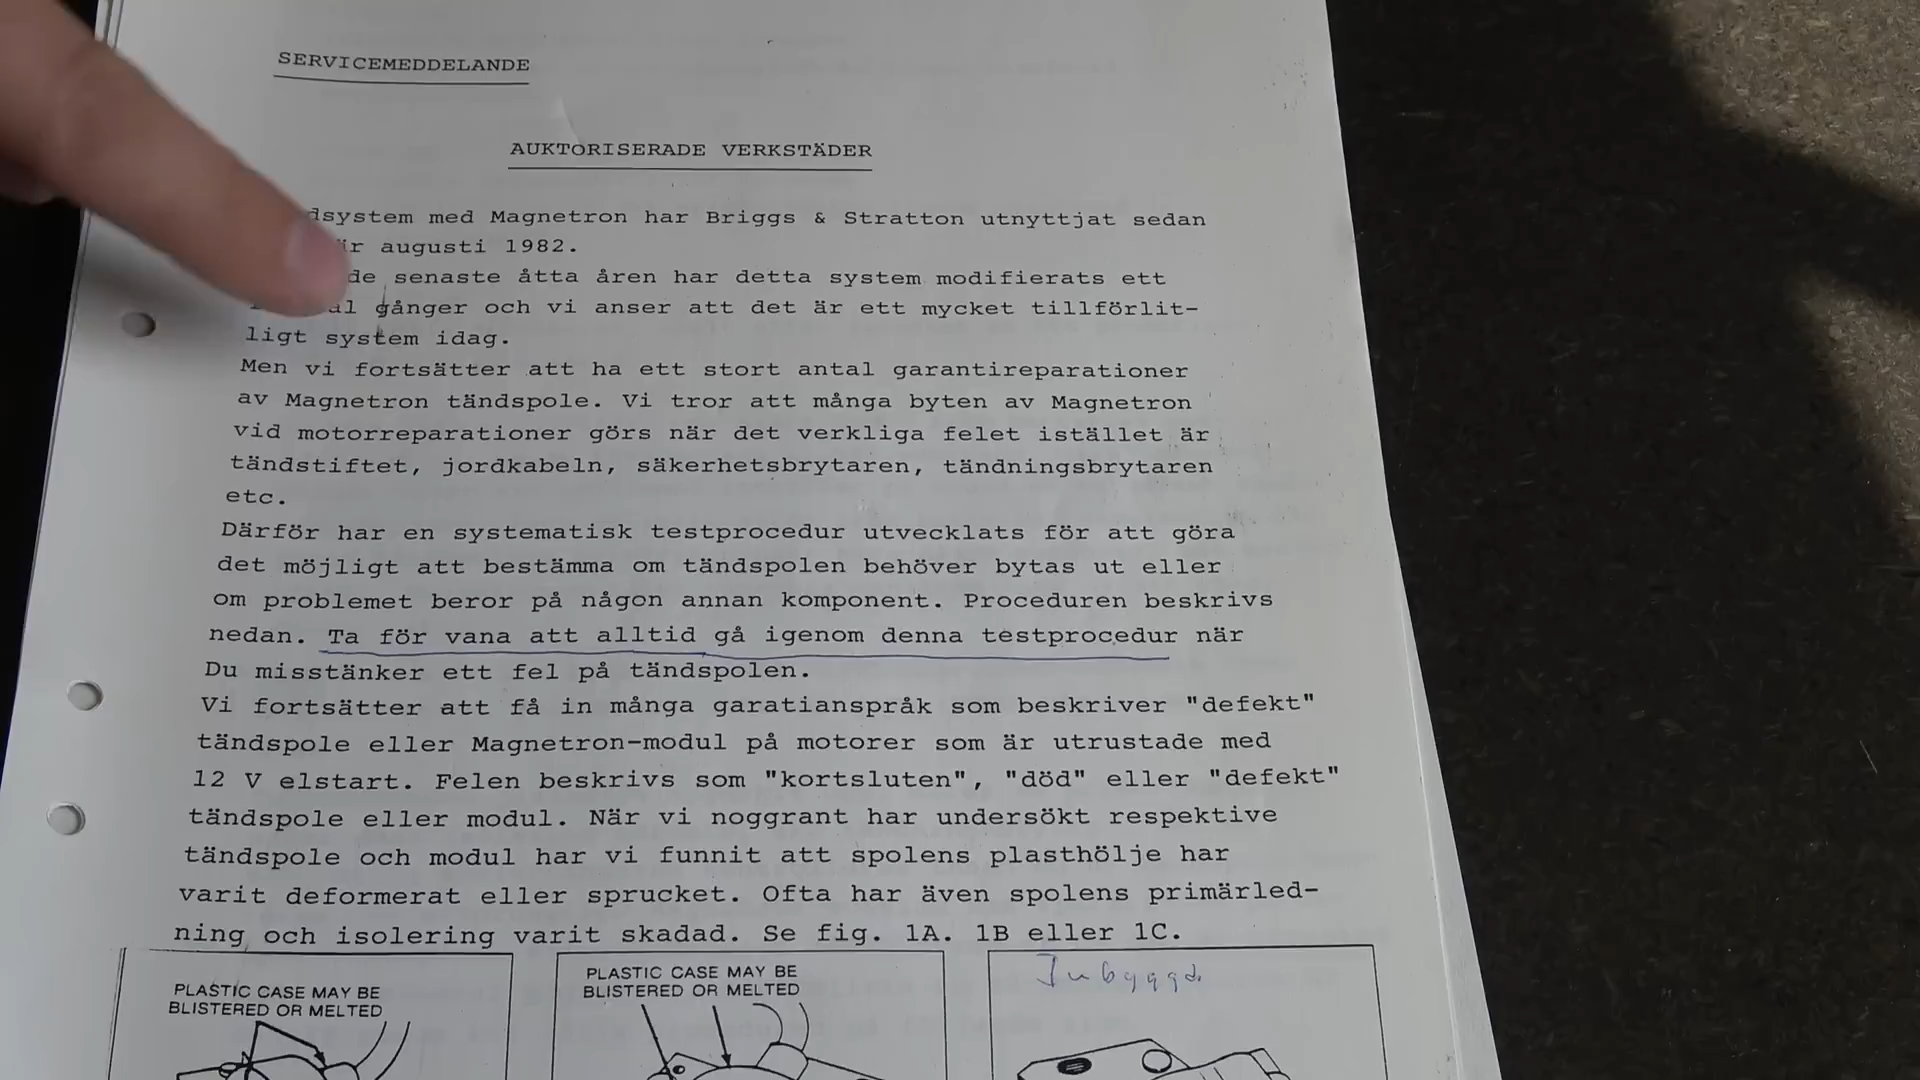 SERVICEMEDDELANDE
AUKTORISERADE VERKSTÄDER
dsystem med Magnetron har Briggs & Stratton utnyttjat sedan
augusti 1982.
de senaste åtta åren har detta system modifierats ett
gånger och vi anser att det är ett mycket tillförlit-
ligt system idag.
Men vi fortsätter att ha ett stort antal garantireparationer
av Magnetron tändspole. Vi tror att många byten av Magnetron
vid motorreparationer görs när det verkliga felet istället är
tändstiftet, jordkabeln, säkerhetsbrytaren, tändningsbrytaren
etc.
Därför har en systematisk testprocedur utvecklats för att göra
det möjligt att bestämma om tändspolen behöver bytas ut eller
om problemet beror på någon annan komponent. Proceduren beskrivs
nedan. Ta för vana att alltid gå igenom denna testprocedur när
Du misstänker ett fel på tändspolen.
Vi fortsätter att få in många garatianspråk som beskriver "defekt"
tändspole eller Magnetron-modul på motorer som är utrustade med
12 V elstart. Felen beskrivs som "kortsluten", "död" eller "defekt"
tändspole eller modul. När vi noggrant har undersökt respektive
tändspole och modul har vi funnit att spolens plasthölje har
varit deformerat eller sprucket. Ofta har även spolens primärled-
ning och isolering varit skadad. Se fig. 1A. 1B eller 1C.
PLASTIC CASE MAY BE
BLISTERED OR MELTED
PLASTIC CASE MAY BE
BLISTERED OR MELTED